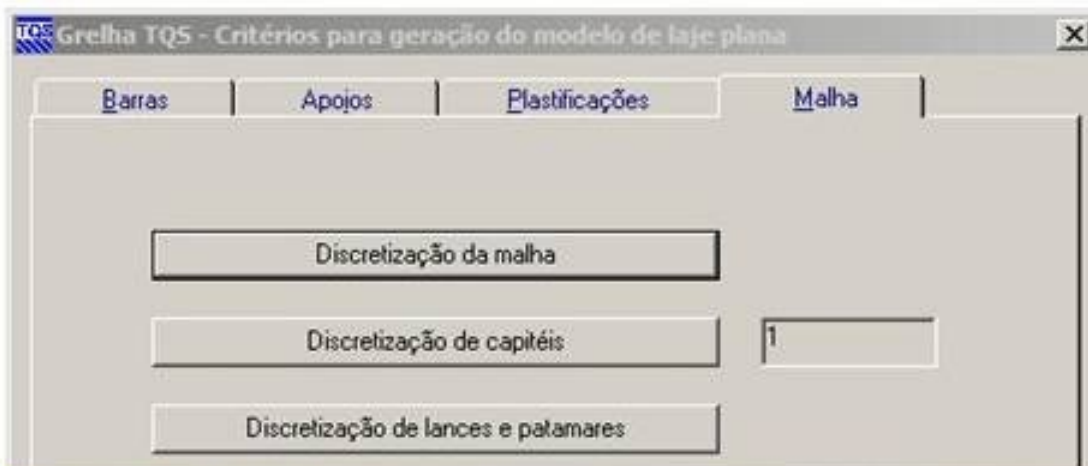 TQS Grelha TQS - Critérios para geração do modelo de laje plana
Barras Apoios Plastificações Malha
Discretização da malha
Discretização de capitéis 1
Discretização de lances e patamares